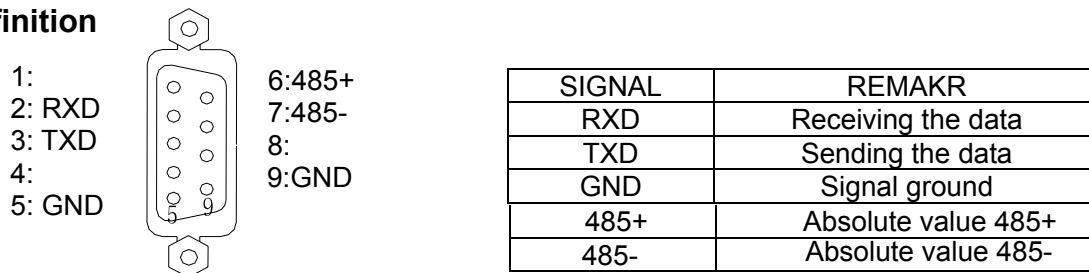 finition
1:
2: RXD
3: TXD
4:
5: GND
5 9
6:485+
7:485-
8:
9:GND
SIGNAL REMAKR
RXD Receiving the data
TXD Sending the data
GND Signal ground
485+ Absolute value 485+
485- Absolute value 485-